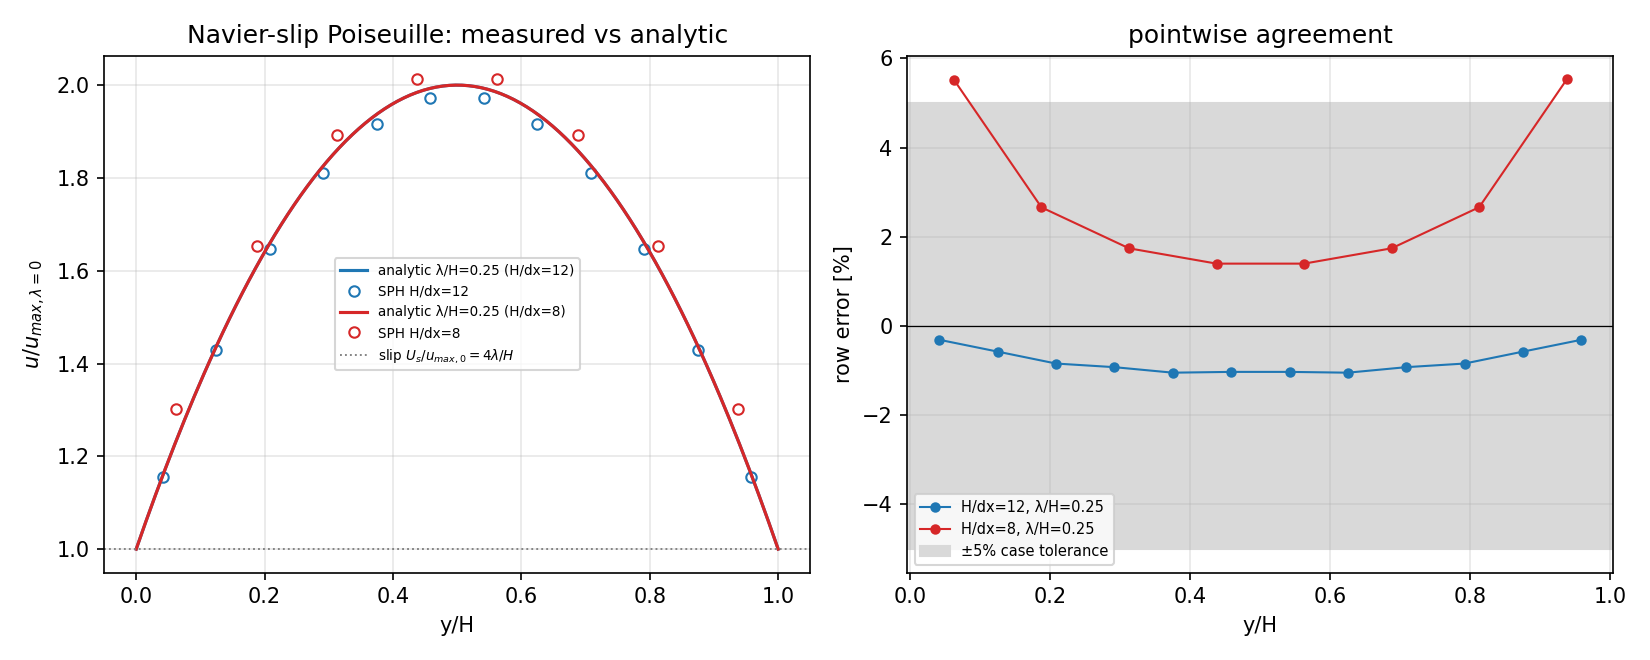 Navier-slip Poiseuille: measured vs analytic
u/u_{max, λ=0}
2.0
1.8
1.6
1.4
1.2
1.0
analytic λ/H=0.25 (H/dx=12)
SPH H/dx=12
analytic λ/H=0.25 (H/dx=8)
SPH H/dx=8
slip U_s/u_{max,0} = 4λ/H
0.0 0.2 0.4 0.6 0.8 1.0
y/H
pointwise agreement
row error [%]
6
4
2
0
−2
−4
H/dx=12, λ/H=0.25
H/dx=8, λ/H=0.25
±5% case tolerance
0.0 0.2 0.4 0.6 0.8 1.0
y/H